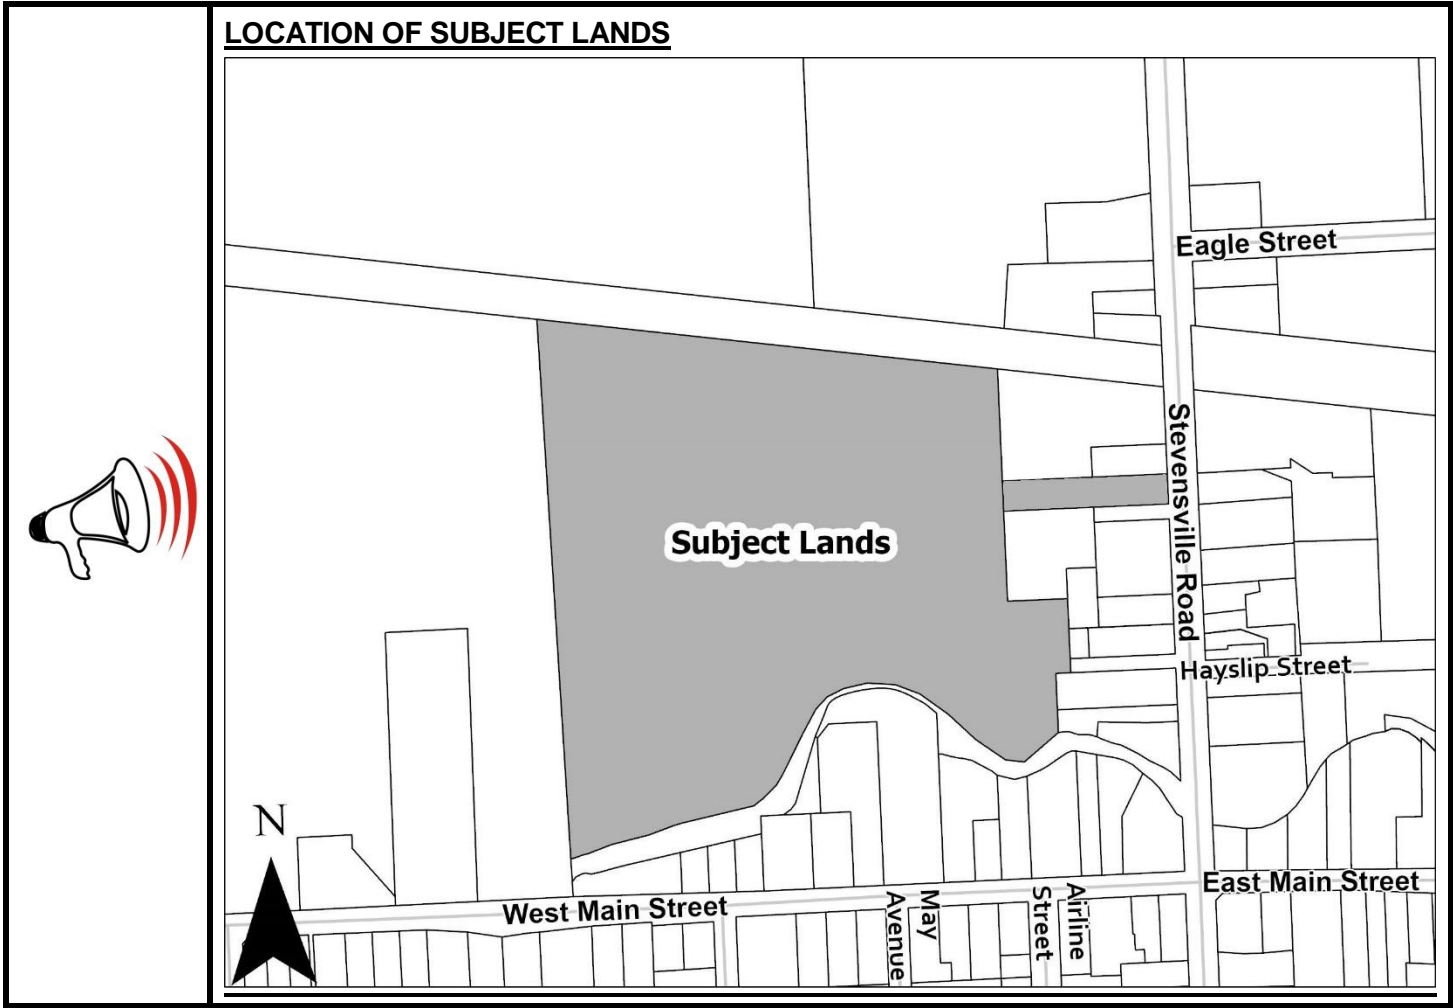 LOCATION OF SUBJECT LANDS
Eagle Street
Stevensville Road
Subject Lands
Hayslip Street
N
East Main Street
West Main Street
May
Avenue
Airline
Street